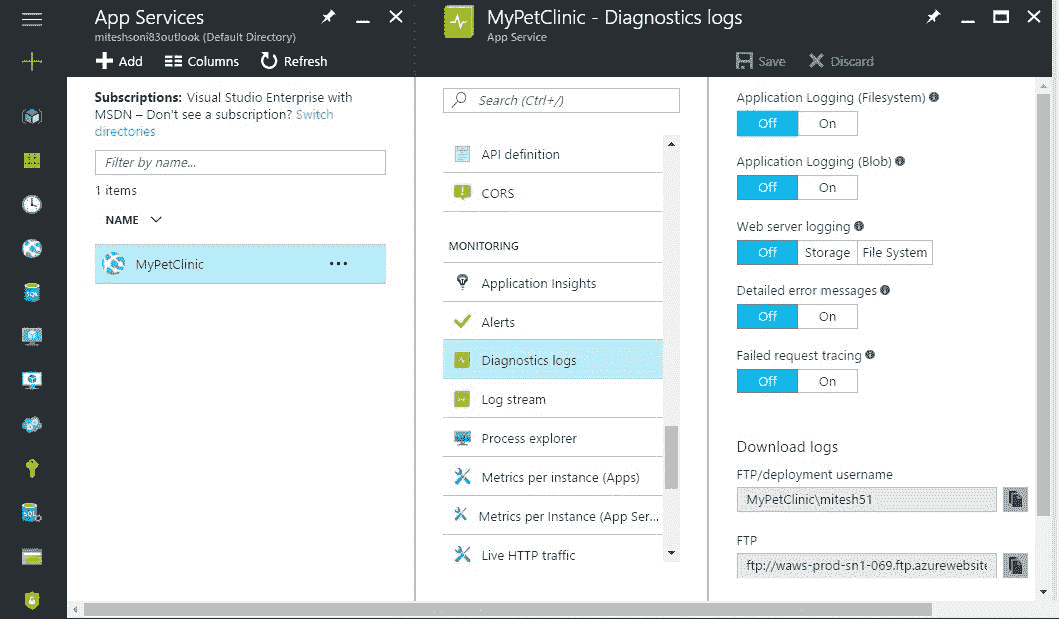 App Services
miteshsoni83outlook (Default Directory)
Add
Columns
Refresh
Subscriptions: Visual Studio Enterprise with
MSDN – Don't see a subscription? Switch
directories
Filter by name...
1 items
NAME
MyPetClinic
...
MyPetClinic - Diagnostics logs
App Service
Save
Discard
Search (Ctrl+/)
API definition
CORS
MONITORING
Application Insights
Alerts
Diagnostics logs
Log stream
Process explorer
Metrics per instance (Apps)
Metrics per Instance (App Ser...
Live HTTP traffic
Application Logging (Filesystem)
Off On
Application Logging (Blob)
Off On
Web server logging
Off Storage File System
Detailed error messages
Off On
Failed request tracing
Off On
Download logs
FTP/deployment username
MyPetClinic\mitesh51
FTP
ftp://waws-prod-sn1-069.ftp.azurewebsite
SQL
SQL